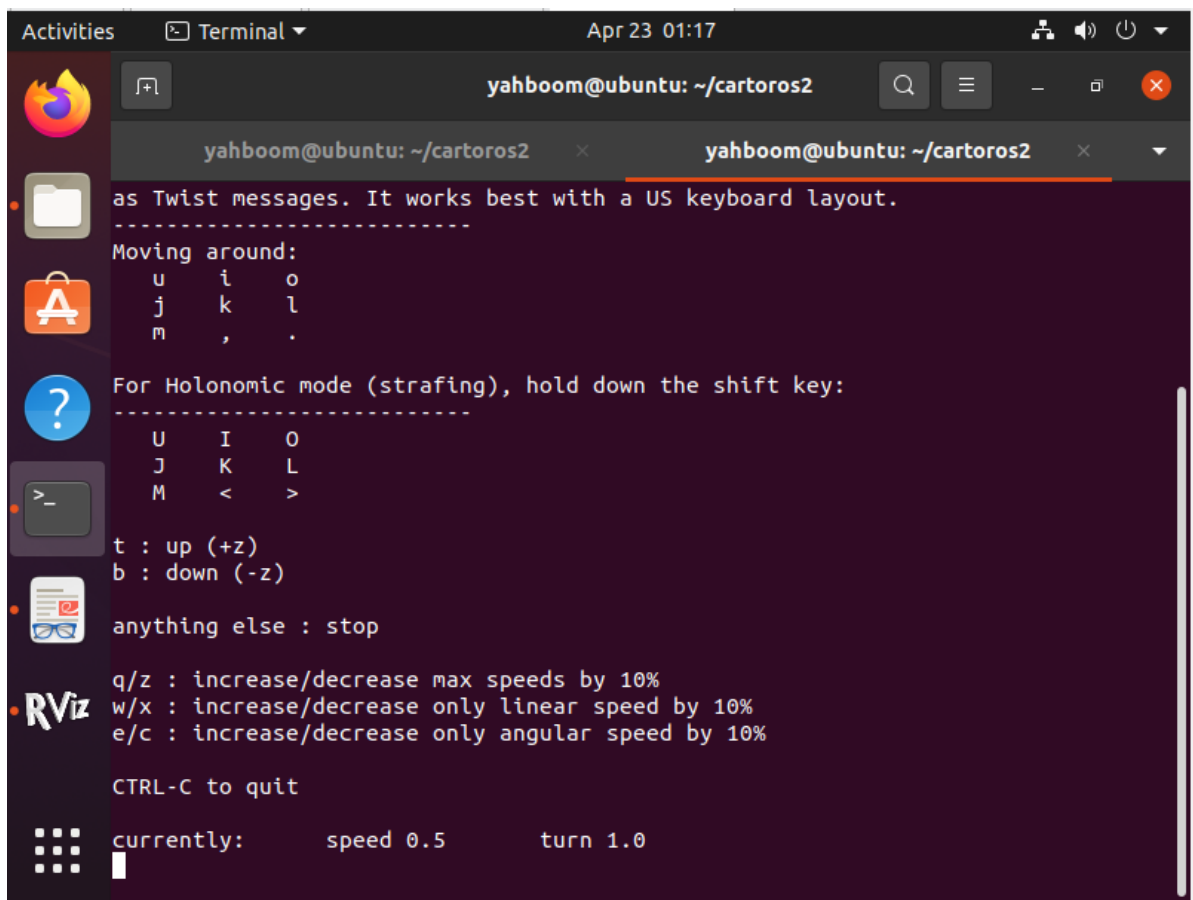 Activities Terminal Apr 23 01:17
yahboom@ubuntu: ~/cartoros2
yahboom@ubuntu: ~/cartoros2 yahboom@ubuntu: ~/cartoros2
as Twist messages. It works best with a US keyboard layout.
---------------------------
Moving around:
u i o
j k l
m , .
For Holonomic mode (strafing), hold down the shift key:
---------------------------
U I O
J K L
M < >
t : up (+z)
b : down (-z)
anything else : stop
q/z : increase/decrease max speeds by 10%
w/x : increase/decrease only linear speed by 10%
e/c : increase/decrease only angular speed by 10%
CTRL-C to quit
currently: speed 0.5 turn 1.0
RViz